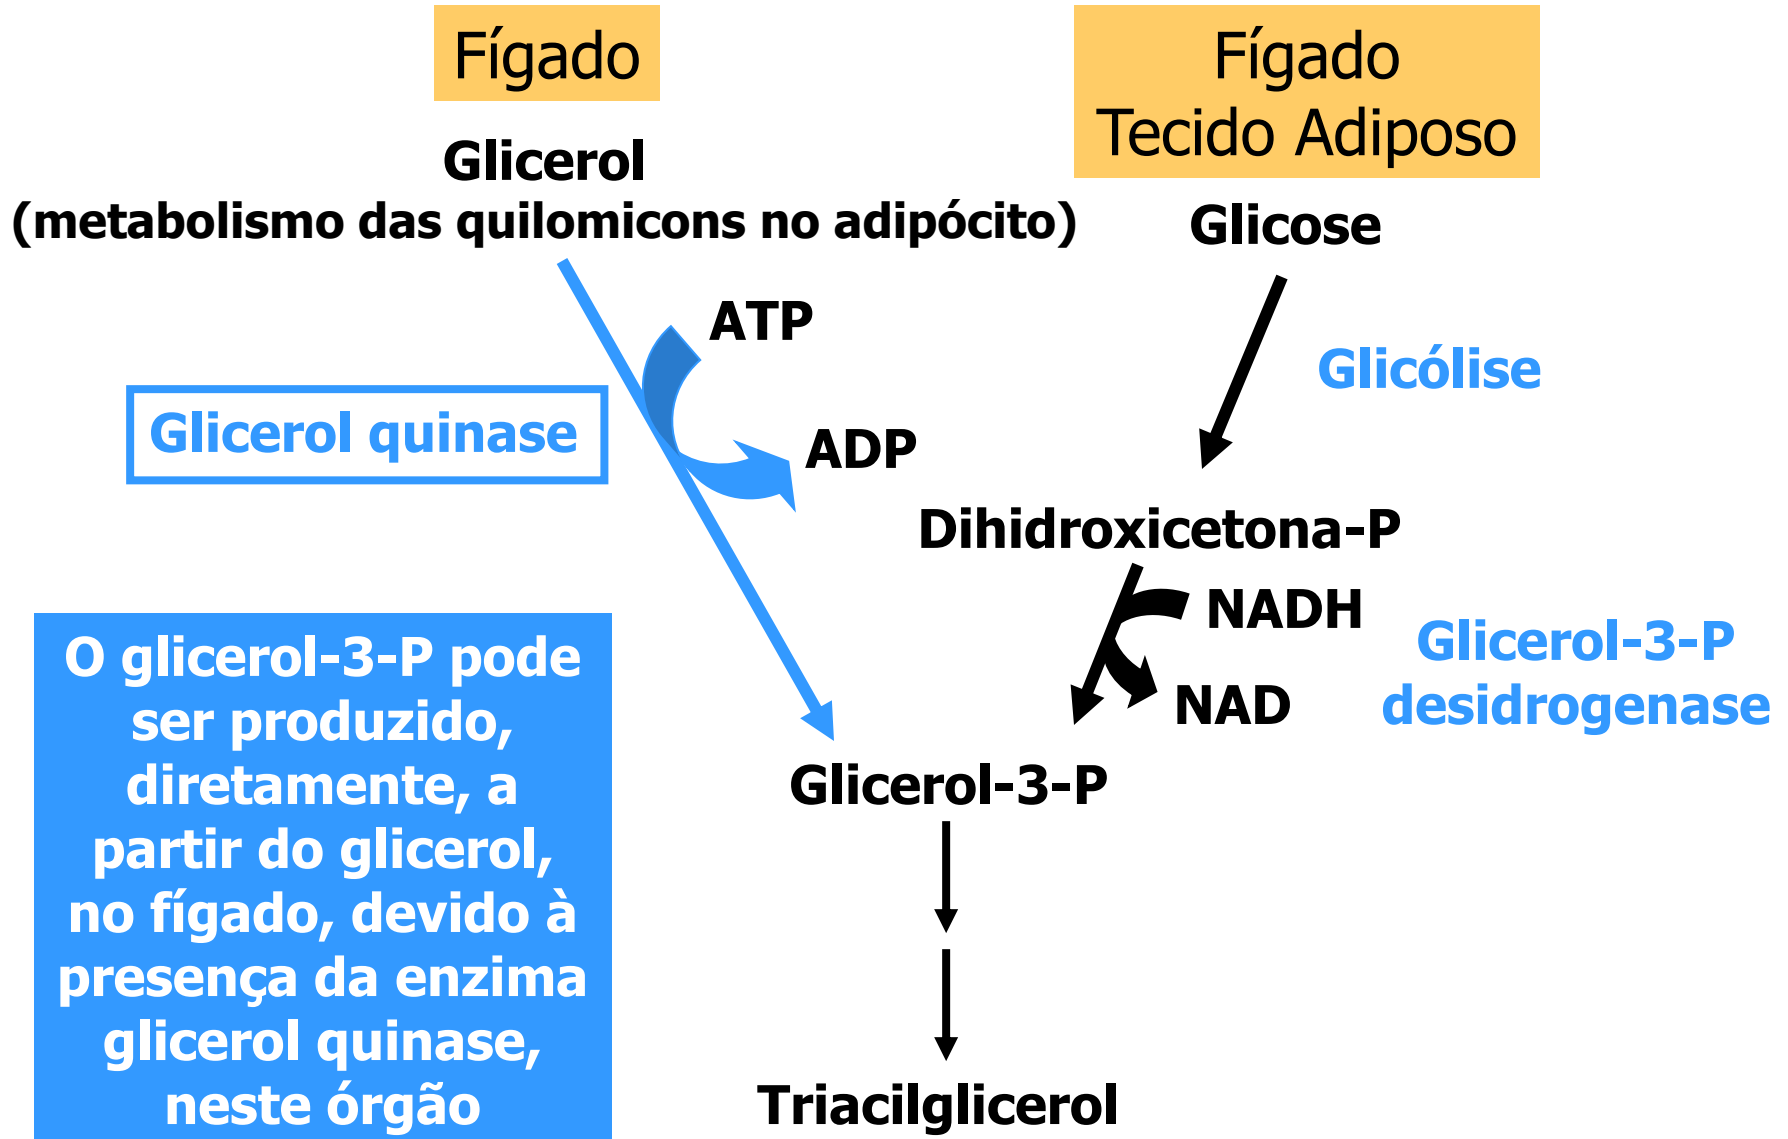 Fígado
Glicerol
(metabolismo das quilomicons no adipócito)
ATP
Glicerol quinase
ADP
O glicerol-3-P pode
ser produzido,
diretamente, a
partir do glicerol,
no fígado, devido à
presença da enzima
glicerol quinase,
neste órgão
Fígado
Tecido Adiposo
Glicose
Glicólise
Dihidroxicetona-P
NADH
NAD
Glicerol-3-P
desidrogenase
Glicerol-3-P
Triacilglicerol